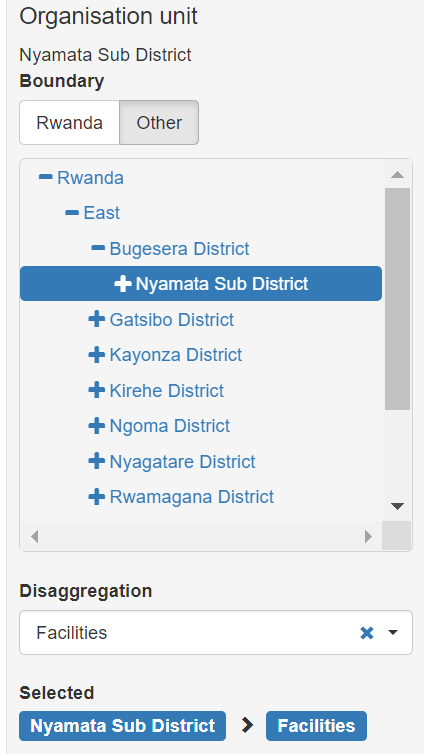 Organisation unit
Nyamata Sub District
Boundary
Rwanda Other
Rwanda
East
Bugesera District
Nyamata Sub District
Gatsibo District
Kayonza District
Kirehe District
Ngoma District
Nyagatare District
Rwamagana District
Disaggregation
Facilities
Selected
Nyamata Sub District Facilities